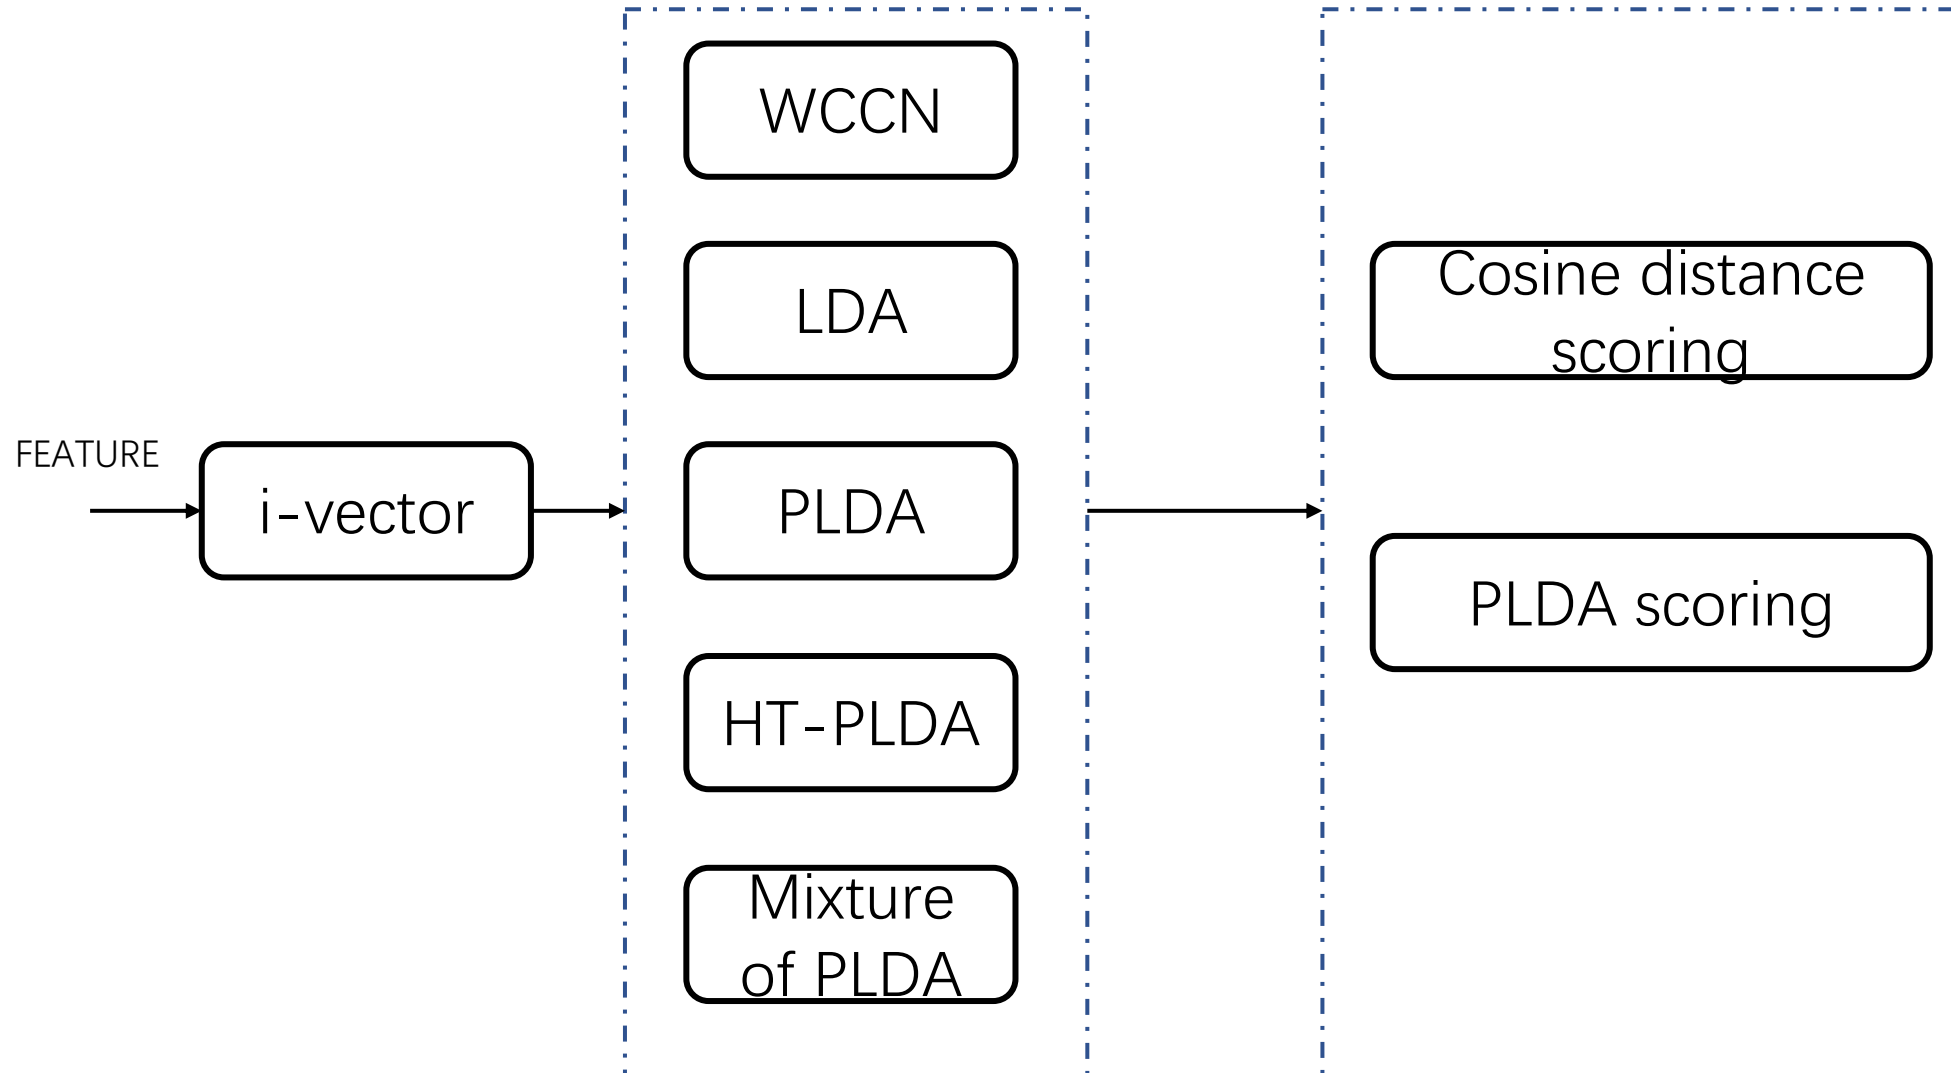 FEATURE
i-vector
WCCN
LDA
PLDA
HT-PLDA
Mixture
of PLDA
Cosine distance
scoring
PLDA scoring